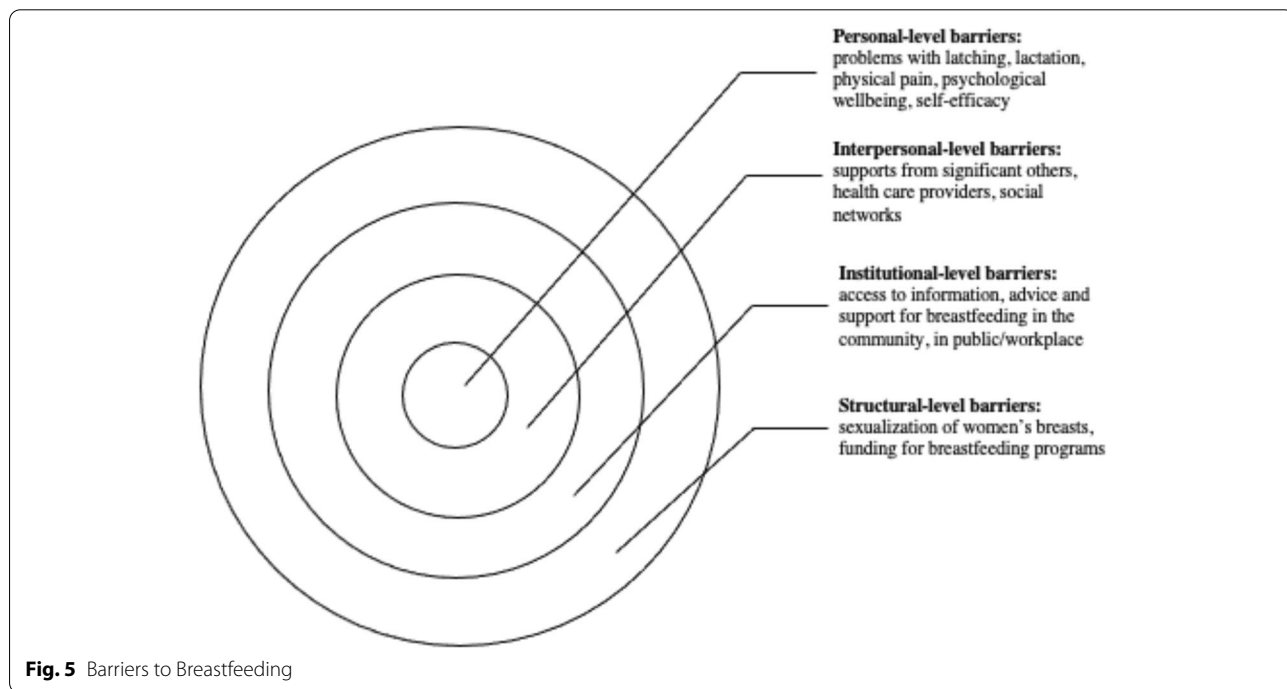 Personal-level barriers:
problems with latching, lactation,
physical pain, psychological
wellbeing, self-efficacy
Interpersonal-level barriers:
supports from significant others,
health care providers, social
networks
Institutional-level barriers:
access to information, advice and
support for breastfeeding in the
community, in public/workplace
Structural-level barriers:
sexualization of women's breasts,
funding for breastfeeding programs
Fig. 5 Barriers to Breastfeeding